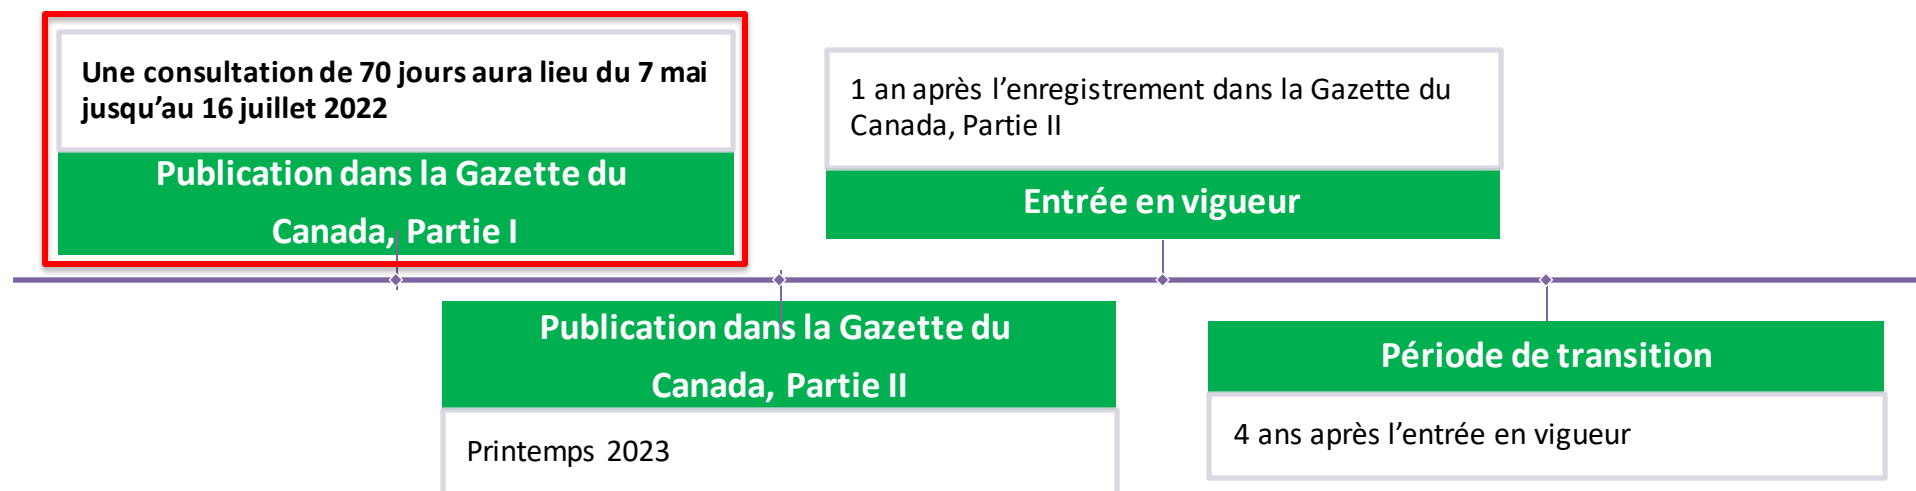 Une consultation de 70 jours aura lieu du 7 mai
jusqu’au 16 juillet 2022
Publication dans la Gazette du
Canada, Partie I
1 an après l’enregistrement dans la Gazette du
Canada, Partie II
Entrée en vigueur
Publication dans la Gazette du
Canada, Partie II
Printemps 2023
Période de transition
4 ans après l’entrée en vigueur